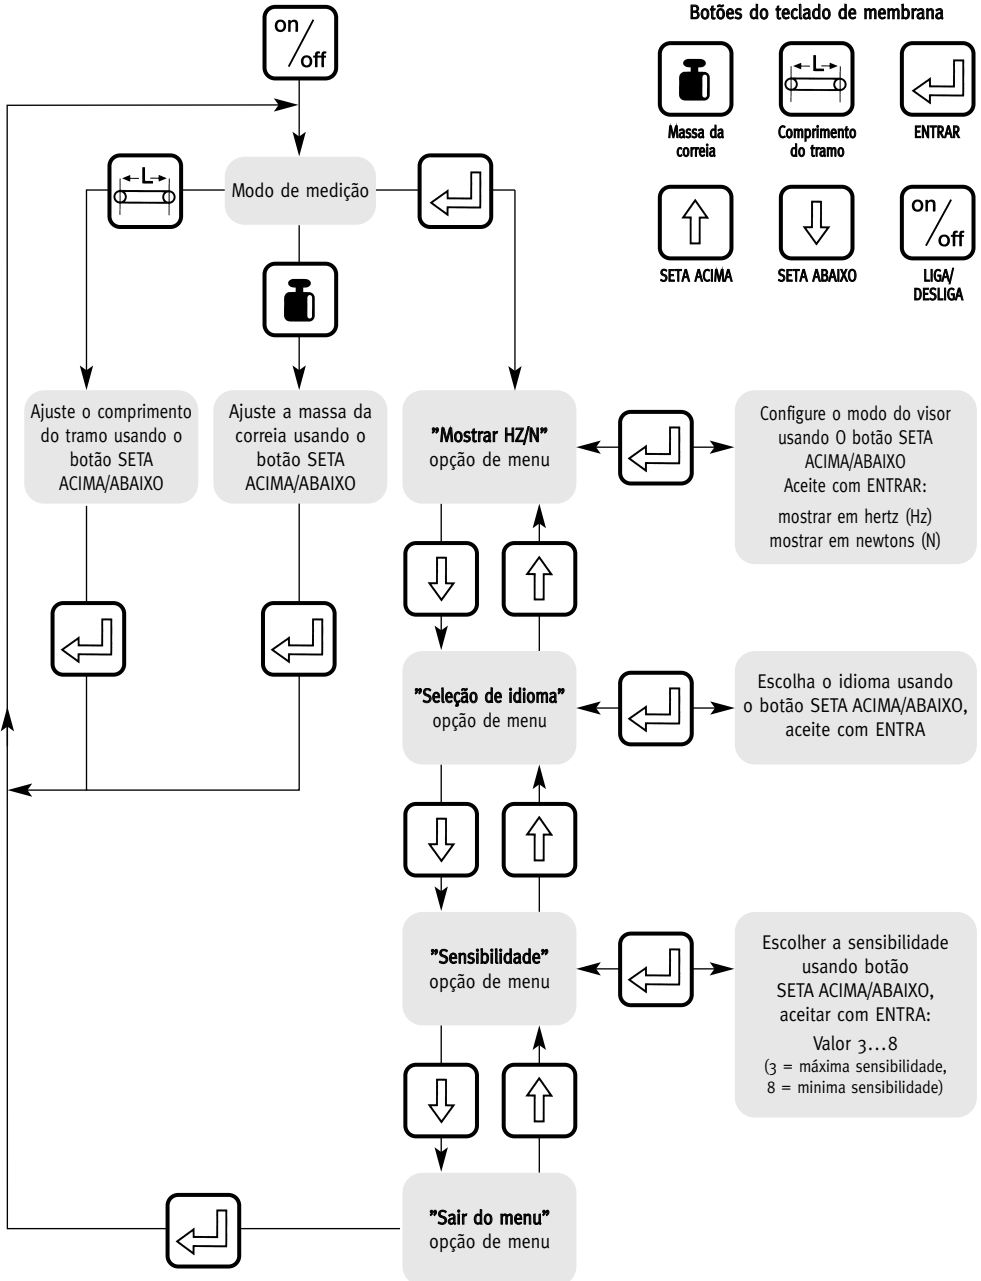 on
off
Botões do teclado de membrana
L
Massa da
correia
Comprimento
do tramo
ENTRAR
on
off
SETA ACIMA
SETA ABAIXO
LIGA/
DESLIGA
L
Modo de medição
Ajuste o comprimento
do tramo usando o
botão SETA
ACIMA/ABAIXO
Ajuste a massa da
correia usando o
botão SETA
ACIMA/ABAIXO
"Mostrar HZ/N"
opção de menu
Configure o modo do visor
usando O botão SETA
ACIMA/ABAIXO
Aceite com ENTRAR:
mostrar em hertz (Hz)
mostrar em newtons (N)
"Seleção de idioma"
opção de menu
Escolha o idioma usando
o botão SETA ACIMA/ABAIXO,
aceite com ENTRA
"Sensibilidade"
opção de menu
Escolher a sensibilidade
usando botão
SETA ACIMA/ABAIXO,
aceitar com ENTRA:
Valor 3...8
(3 = máxima sensibilidade,
8 = minima sensibilidade)
"Sair do menu"
opção de menu